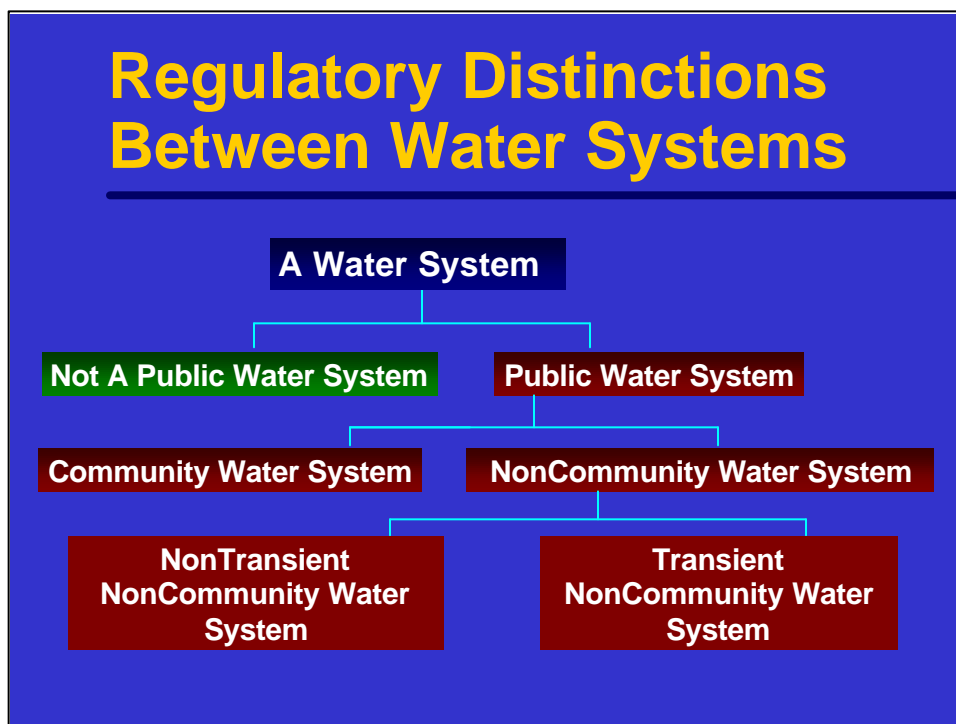 Regulatory Distinctions
Between Water Systems
A Water System
Not A Public Water System
Public Water System
Community Water System
NonCommunity Water System
NonTransient
NonCommunity Water
System
Transient
NonCommunity Water
System